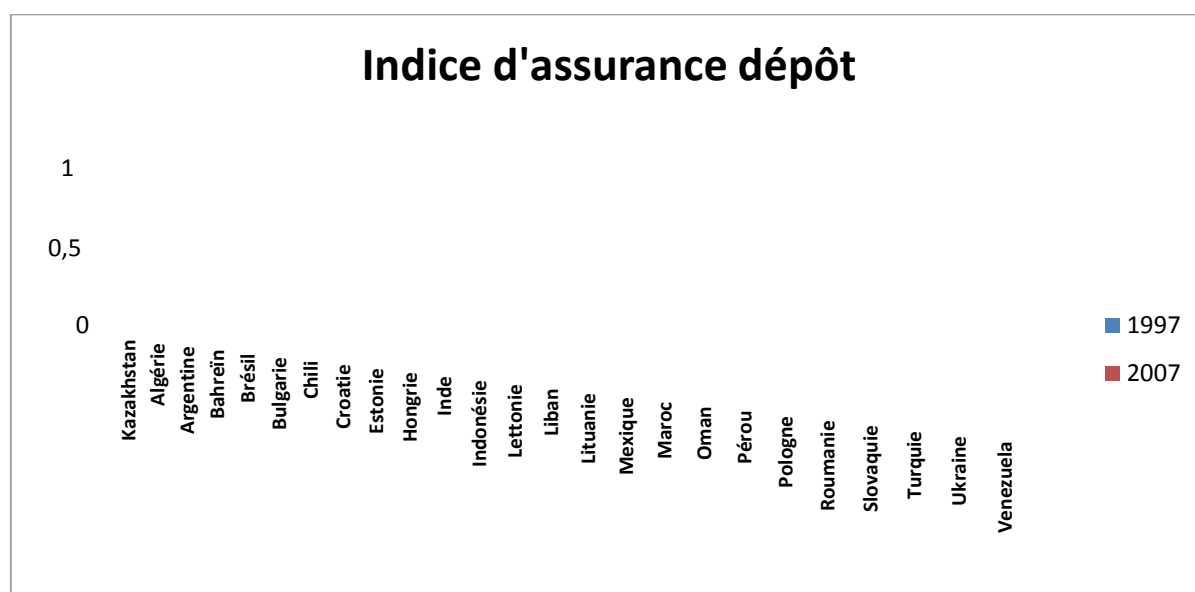 Indice d'assurance dépôt
1
0,5
0
Kazakhstan
Algérie
Argentine
Bahreïn
Brésil
Bulgarie
Chili
Croatie
Estonie
Hongrie
Inde
Indonésie
Lettonie
Liban
Lituanie
Mexique
Maroc
Oman
Pérou
Pologne
Roumanie
Slovaquie
Turquie
Ukraine
Venezuela
1997
2007